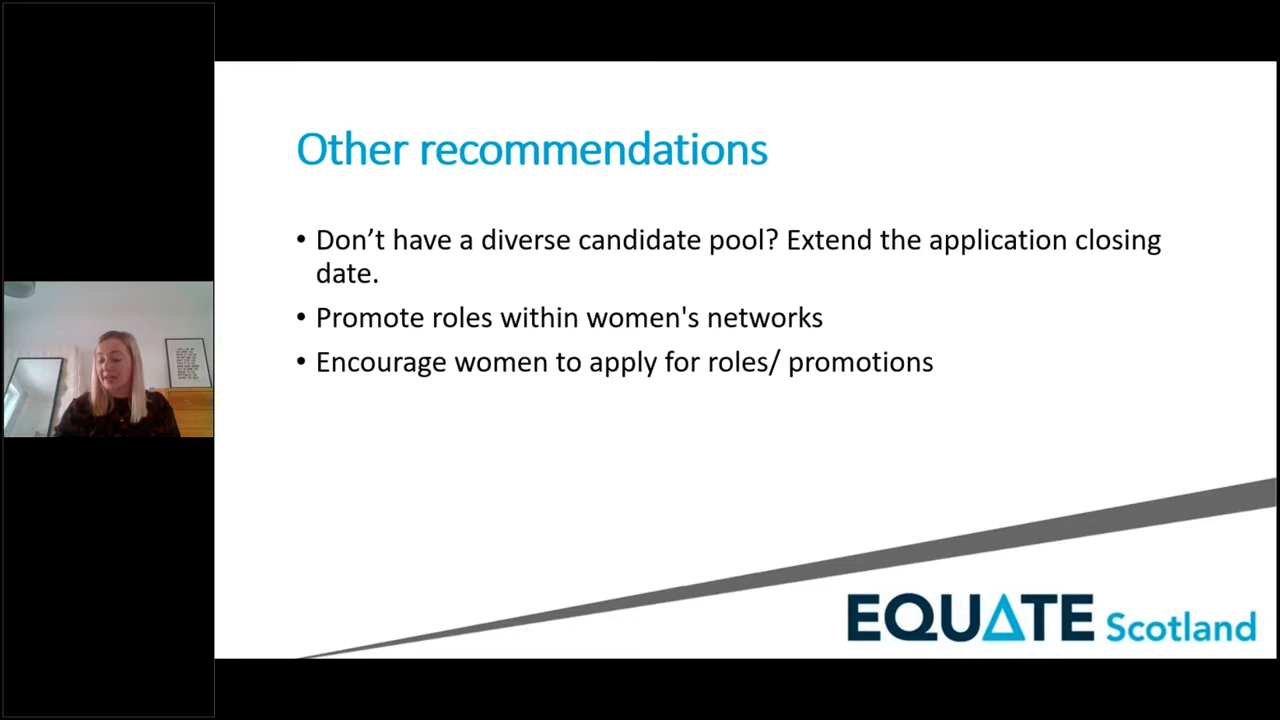 Other recommendations
• Don’t have a diverse candidate pool? Extend the application closing
date.
• Promote roles within women's networks
• Encourage women to apply for roles/ promotions
EQUATE Scotland